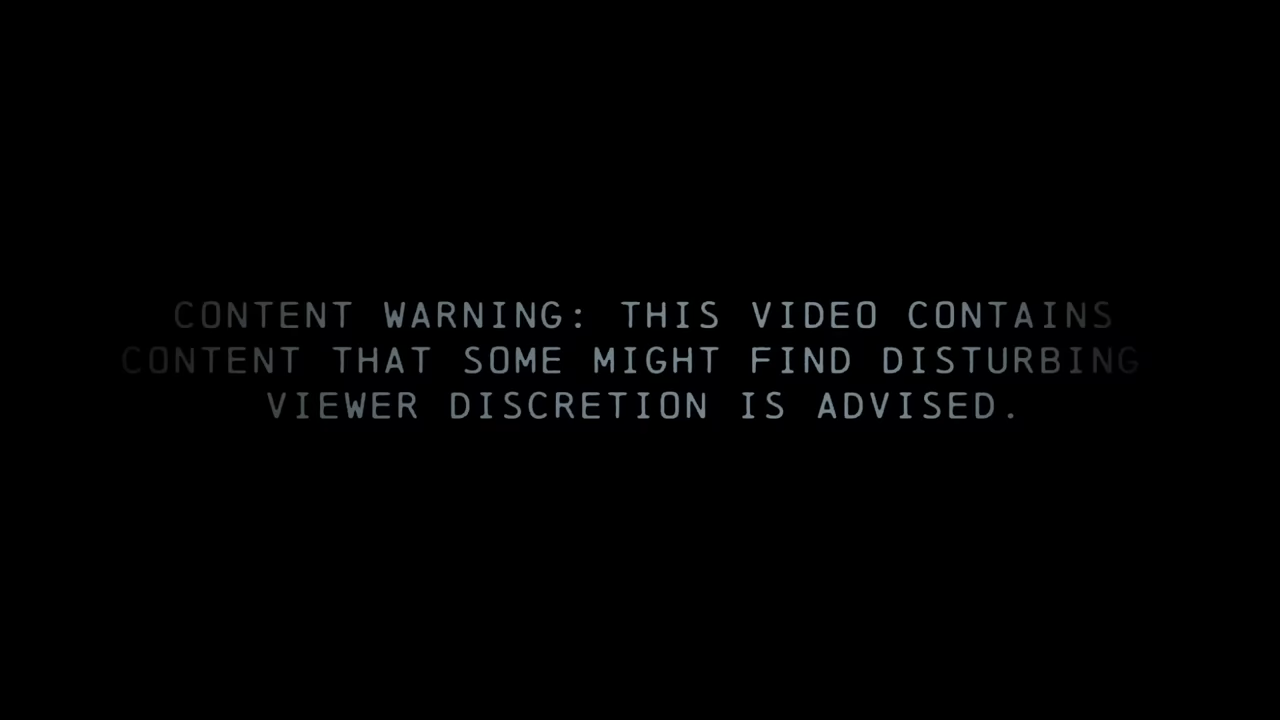 CONTENT WARNING: THIS VIDEO CONTAINS
CONTENT THAT SOME MIGHT FIND DISTURBING
VIEWER DISCRETION IS ADVISED.